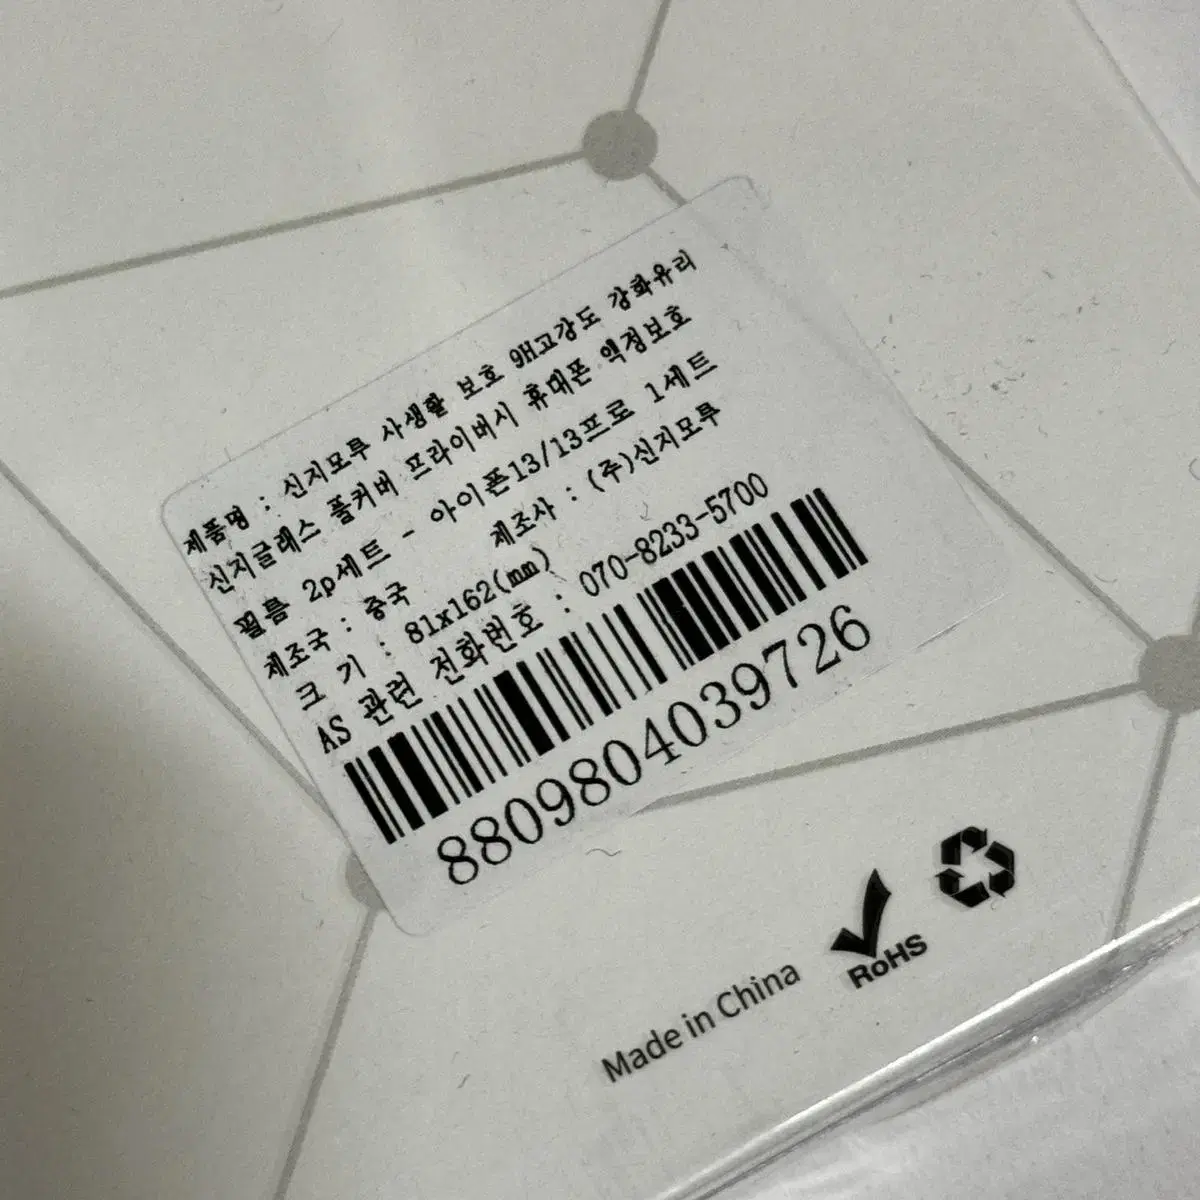 제품명 : 신지모루 사생활 보호 9H고강도 강화유리
신지글래스 풀커버 프라이버시 휴대폰 액정보호
필름 2p세트 - 아이폰13/13프로 1세트
제조국 : 중국 제조사 : (주)신지모루
크 기 : 81x162(mm)
AS 관련 전화번호 : 070-8233-5700
8809804039726
Made in China
RoHS